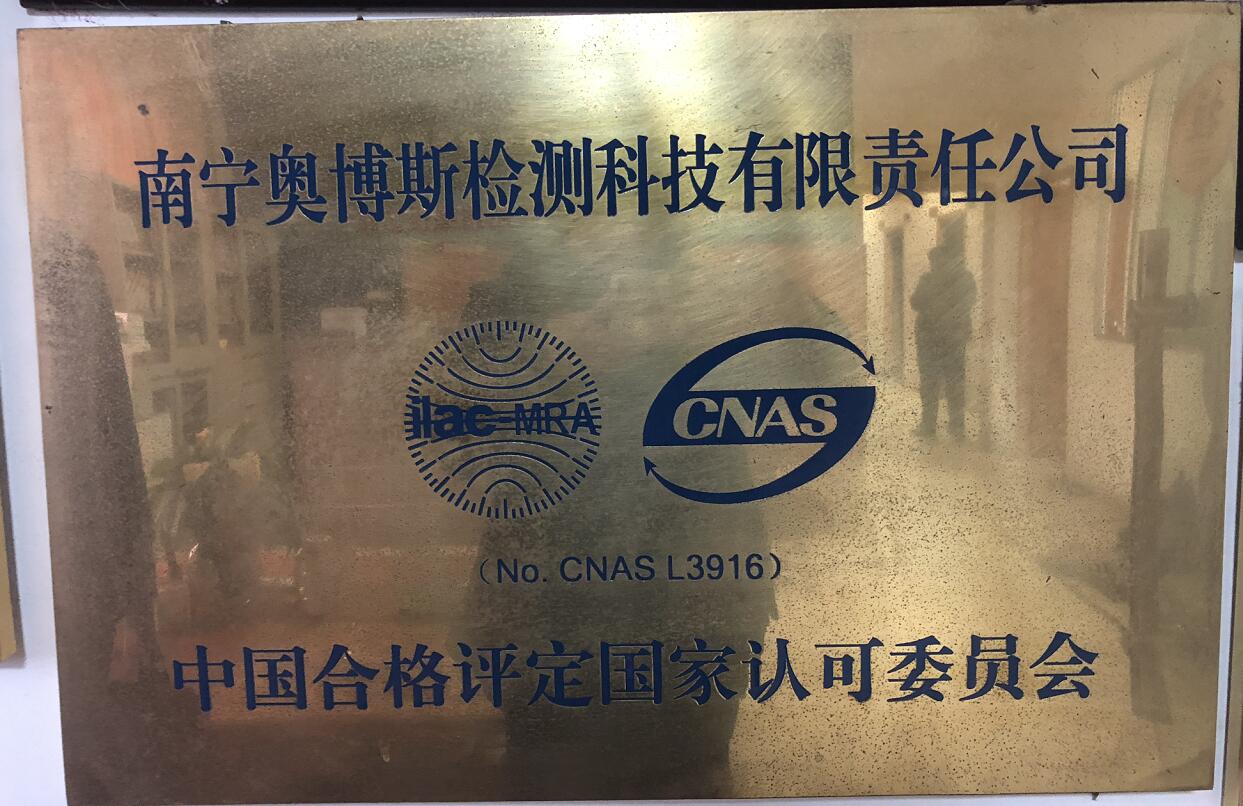 南宁奥博斯检测科技有限责任公司
ilac-MRA
CNAS
（No. CNAS L3916）
中国合格评定国家认可委员会